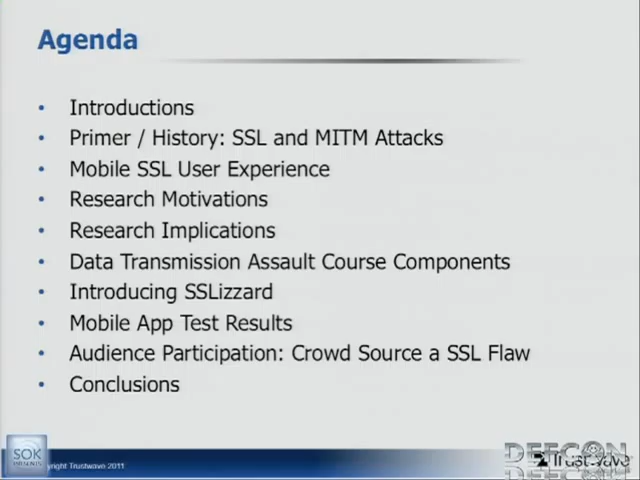 Agenda
• Introductions
• Primer / History: SSL and MITM Attacks
• Mobile SSL User Experience
• Research Motivations
• Research Implications
• Data Transmission Assault Course Components
• Introducing SSLizzard
• Mobile App Test Results
• Audience Participation: Crowd Source a SSL Flaw
• Conclusions
SOK
yright Trustwave 2011
DEFCON
Trustwave